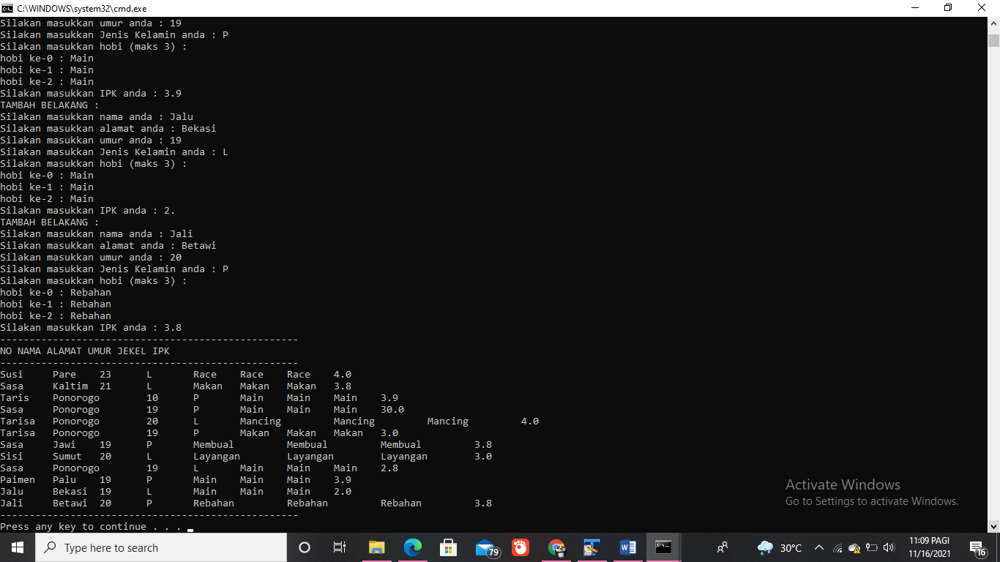 C:\WINDOWS\system32\cmd.exe
Silakan masukkan umur anda : 19
Silakan masukkan Jenis Kelamin anda : P
Silakan masukkan hobi (maks 3) :
hobi ke-0 : Main
hobi ke-1 : Main
hobi ke-2 : Main
Silakan masukkan IPK anda : 3.9
TAMBAH BELAKANG :
Silakan masukkan nama anda : Jalu
Silakan masukkan alamat anda : Bekasi
Silakan masukkan umur anda : 19
Silakan masukkan Jenis Kelamin anda : L
Silakan masukkan hobi (maks 3) :
hobi ke-0 : Main
hobi ke-1 : Main
hobi ke-2 : Main
Silakan masukkan IPK anda : 2.
TAMBAH BELAKANG :
Silakan masukkan nama anda : Jali
Silakan masukkan alamat anda : Betawi
Silakan masukkan umur anda : 20
Silakan masukkan Jenis Kelamin anda : P
Silakan masukkan hobi (maks 3) :
hobi ke-0 : Rebahan
hobi ke-1 : Rebahan
hobi ke-2 : Rebahan
Silakan masukkan IPK anda : 3.8
---------------------------------------------------
NO NAMA ALAMAT UMUR JEKEL IPK
---------------------------------------------------
Susi Pare 23 L Race Race Race 4.0
Sasa Kaltim 21 L Makan Makan Makan 3.8
Taris Ponorogo 10 P Main Main Main 3.9
Sasa Ponorogo 19 P Main Main Main 30.0
Tarisa Ponorogo 20 L Mancing Mancing Mancing 4.0
Tarisa Ponorogo 19 P Makan Makan Makan 3.0
Sasa Jawi 19 P Membual Membual Membual 3.8
Sisi Sumut 20 L Layangan Layangan Layangan 3.0
Sasa Ponorogo 19 L Main Main Main 2.8
Paimen Palu 19 P Main Main Main 3.9
Jalu Bekasi 19 L Main Main Main 2.0
Jali Betawi 20 P Rebahan Rebahan Rebahan 3.8
---------------------------------------------------
Press any key to continue . . .
Activate Windows
Go to Settings to activate Windows.
Type here to search
79
30°C
11:09 PAGI
11/16/2021
16